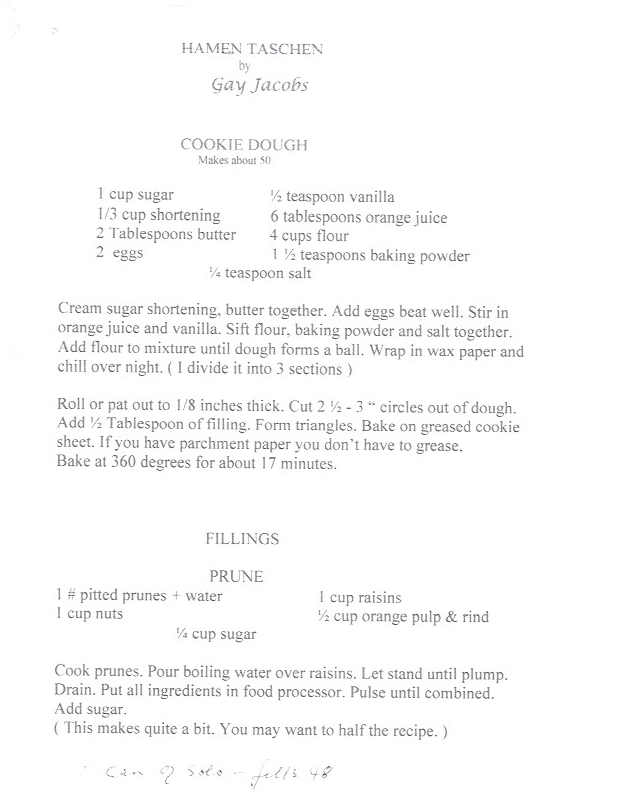 HAMEN TASCHEN
by
Gay Jacobs
COOKIE DOUGH
Makes about 50
1 cup sugar ½ teaspoon vanilla
1/3 cup shortening 6 tablespoons orange juice
2 Tablespoons butter 4 cups flour
2 eggs 1 ½ teaspoons baking powder
¼ teaspoon salt
Cream sugar shortening, butter together. Add eggs beat well. Stir in
orange juice and vanilla. Sift flour, baking powder and salt together.
Add flour to mixture until dough forms a ball. Wrap in wax paper and
chill over night. ( I divide it into 3 sections )
Roll or pat out to 1/8 inches thick. Cut 2 ½ - 3 “ circles out of dough.
Add ½ Tablespoon of filling. Form triangles. Bake on greased cookie
sheet. If you have parchment paper you don’t have to grease.
Bake at 360 degrees for about 17 minutes.
FILLINGS
PRUNE
1 # pitted prunes + water 1 cup raisins
1 cup nuts ½ cup orange pulp & rind
¼ cup sugar
Cook prunes. Pour boiling water over raisins. Let stand until plump.
Drain. Put all ingredients in food processor. Pulse until combined.
Add sugar.
( This makes quite a bit. You may want to half the recipe. )
1 Can of Solo - fills 48